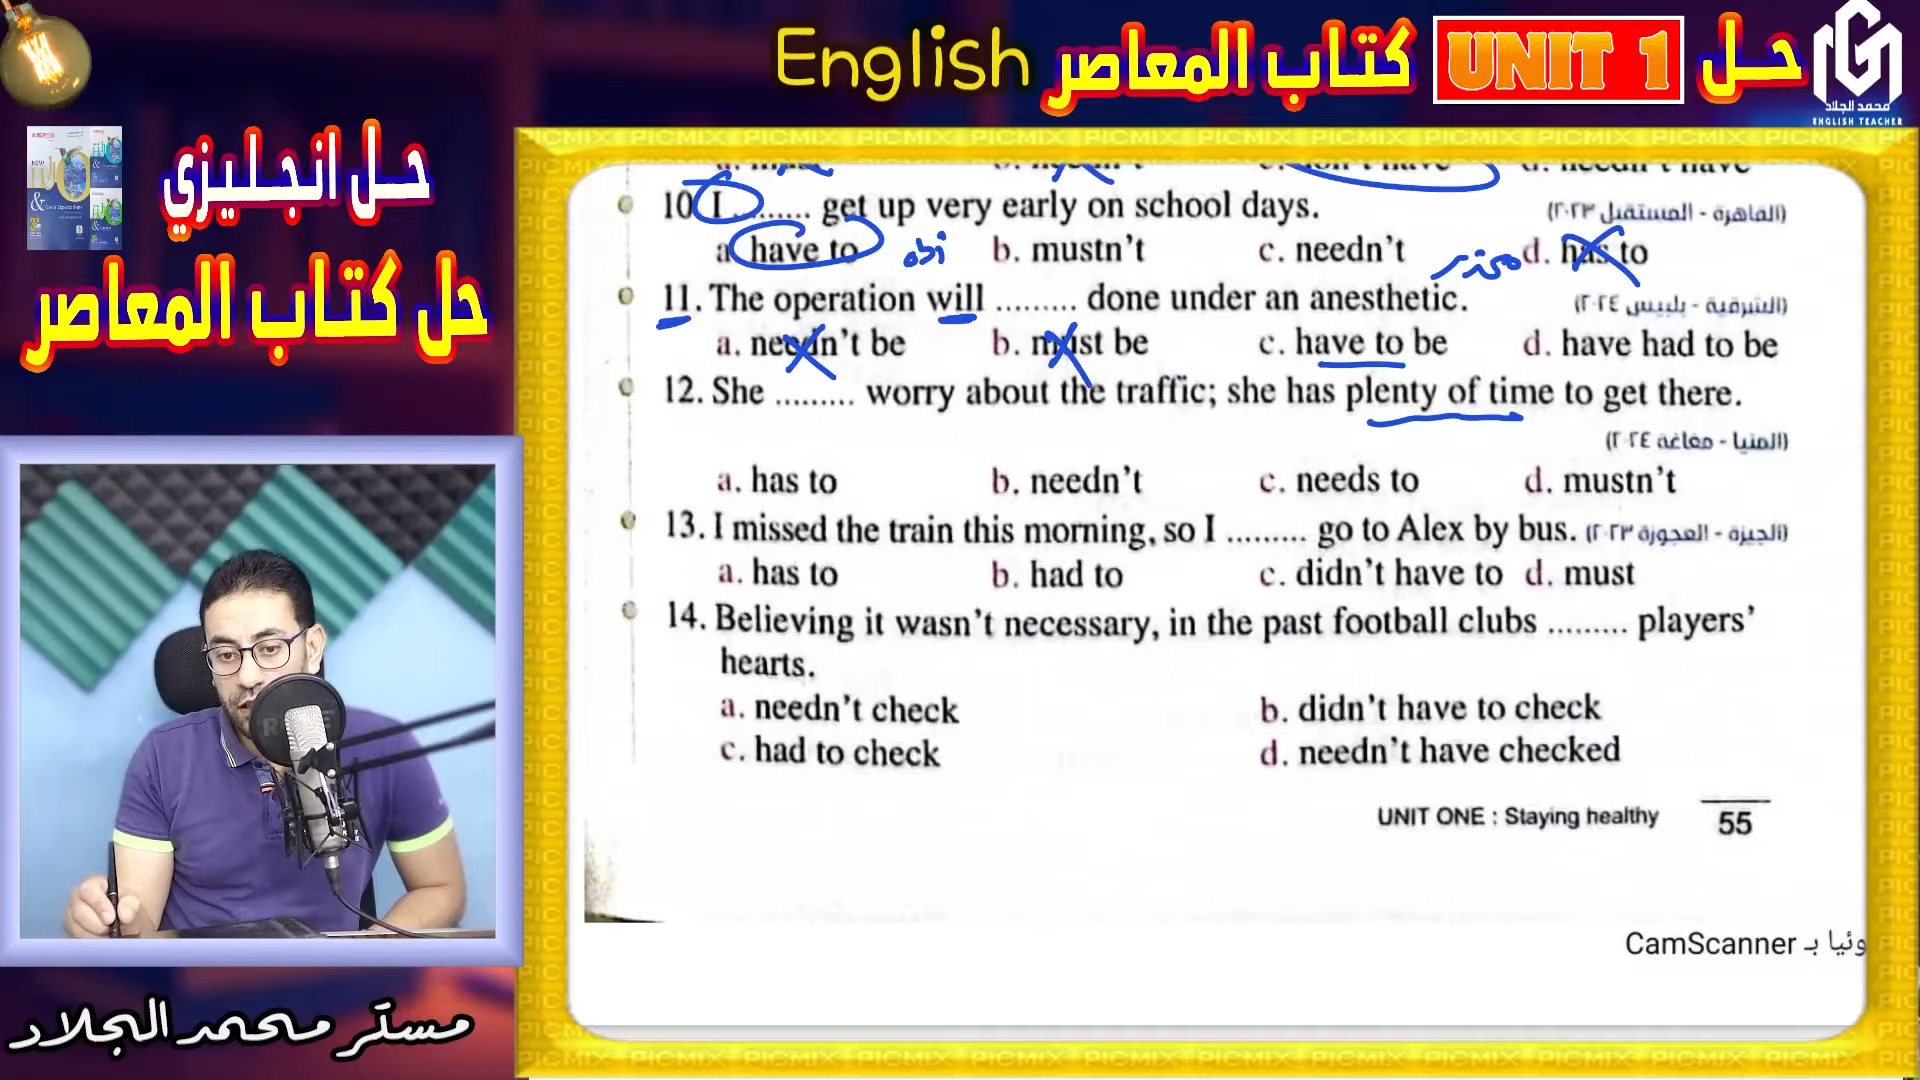 حل UNIT 1 كتاب المعاصر English
محمد الجلاد
ENGLISH TEACHER
حل انجليزي
حل كتاب المعاصر
c. don't have d. needn't have
10. I ......... get up very early on school days. (القاهرة - المستقبل ٢٠٢٣)
a. have to b. mustn't c. needn't d. has to
11. The operation will ......... done under an anesthetic. (الشرقية - بلبيس ٢٠٢٤)
a. needn't be b. must be c. have to be d. have had to be
12. She ......... worry about the traffic; she has plenty of time to get there.
(المنيا - مغاغة ٢٠٢٤)
a. has to b. needn't c. needs to d. mustn't
13. I missed the train this morning, so I ......... go to Alex by bus. (الجيزة - العجوزة ٢٠٢٣)
a. has to b. had to c. didn't have to d. must
14. Believing it wasn't necessary, in the past football clubs ......... players'
hearts.
a. needn't check b. didn't have to check
c. had to check d. needn't have checked
UNIT ONE : Staying healthy 55
وئيا بـ CamScanner
مستر محمد الجلاد